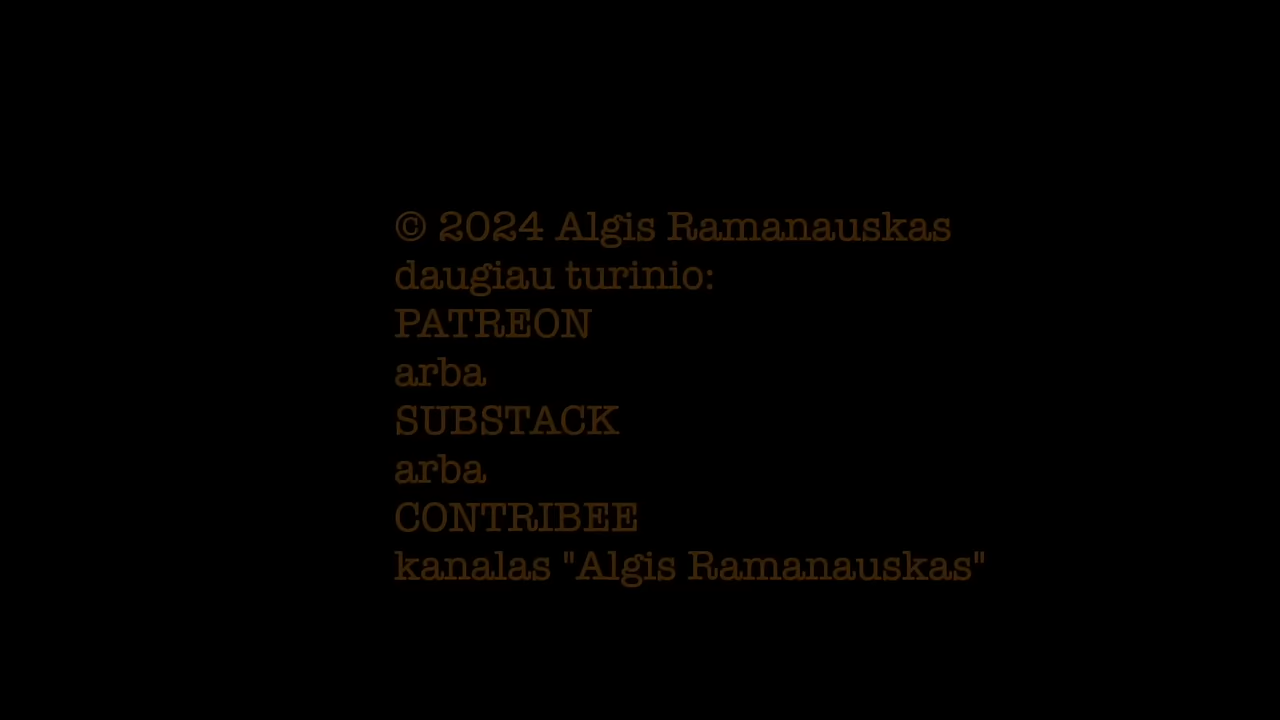 © 2024 Algis Ramanauskas
daugiau turinio:
PATREON
arba
SUBSTACK
arba
CONTRIBEE
kanalas "Algis Ramanauskas"